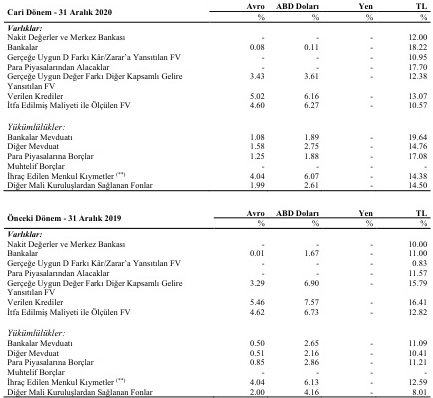 Cari Dönem - 31 Aralık 2020 Avro ABD Doları Yen TL
% % % %
Varlıklar:
Nakit Değerler ve Merkez Bankası - - - 12.00
Bankalar 0.08 0.11 - 18.22
Gerçeğe Uygun D Farkı Kâr/Zarar'a Yansıtılan FV - - - 10.95
Para Piyasalarından Alacaklar - - - 17.70
Gerçeğe Uygun Değer Farkı Diğer Kapsamlı Gelire 3.43 3.61 - 12.38
Yansıtılan FV
Verilen Krediler 5.02 6.16 - 13.07
İtfa Edilmiş Maliyeti ile Ölçülen FV 4.60 6.27 - 10.57
Yükümlülükler:
Bankalar Mevduatı 1.08 1.89 - 19.64
Diğer Mevduat 1.58 2.75 - 14.76
Para Piyasalarına Borçlar 1.25 1.88 - 17.08
Muhtelif Borçlar - - - -
İhraç Edilen Menkul Kıymetler (**) 4.04 6.07 - 14.38
Diğer Mali Kuruluşlardan Sağlanan Fonlar 1.99 2.61 - 14.50
Önceki Dönem - 31 Aralık 2019 Avro ABD Doları Yen TL
% % % %
Varlıklar:
Nakit Değerler ve Merkez Bankası - - - 10.00
Bankalar 0.01 1.67 - 11.00
Gerçeğe Uygun D Farkı Kâr/Zarar'a Yansıtılan FV - - - 0.83
Para Piyasalarından Alacaklar - - - 11.57
Gerçeğe Uygun Değer Farkı Diğer Kapsamlı Gelire 3.29 6.90 - 15.79
Yansıtılan FV
Verilen Krediler 5.46 7.57 - 16.41
İtfa Edilmiş Maliyeti ile Ölçülen FV 4.62 6.73 - 12.82
Yükümlülükler:
Bankalar Mevduatı 0.50 2.65 - 11.09
Diğer Mevduat 0.51 2.16 - 10.41
Para Piyasalarına Borçlar 0.85 2.86 - 11.21
Muhtelif Borçlar - - - -
İhraç Edilen Menkul Kıymetler (**) 4.04 6.13 - 12.59
Diğer Mali Kuruluşlardan Sağlanan Fonlar 2.00 4.16 - 8.01